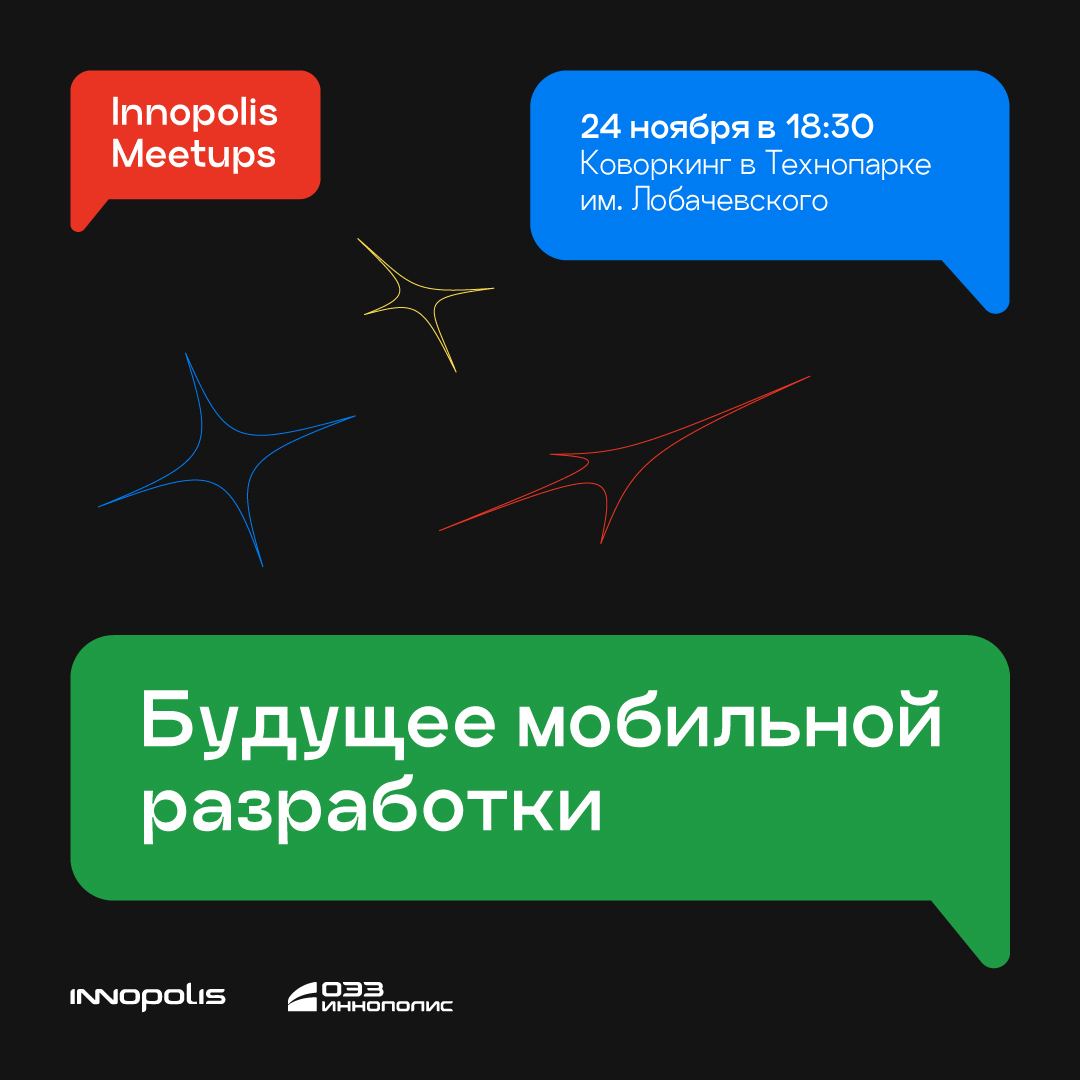 Innopolis
Meetups
24 ноября в 18:30
Коворкинг в Технопарке
им. Лобачевского
Будущее мобильной
разработки
INNOPOLIS
ОЭЗ
ИННОПОЛИС